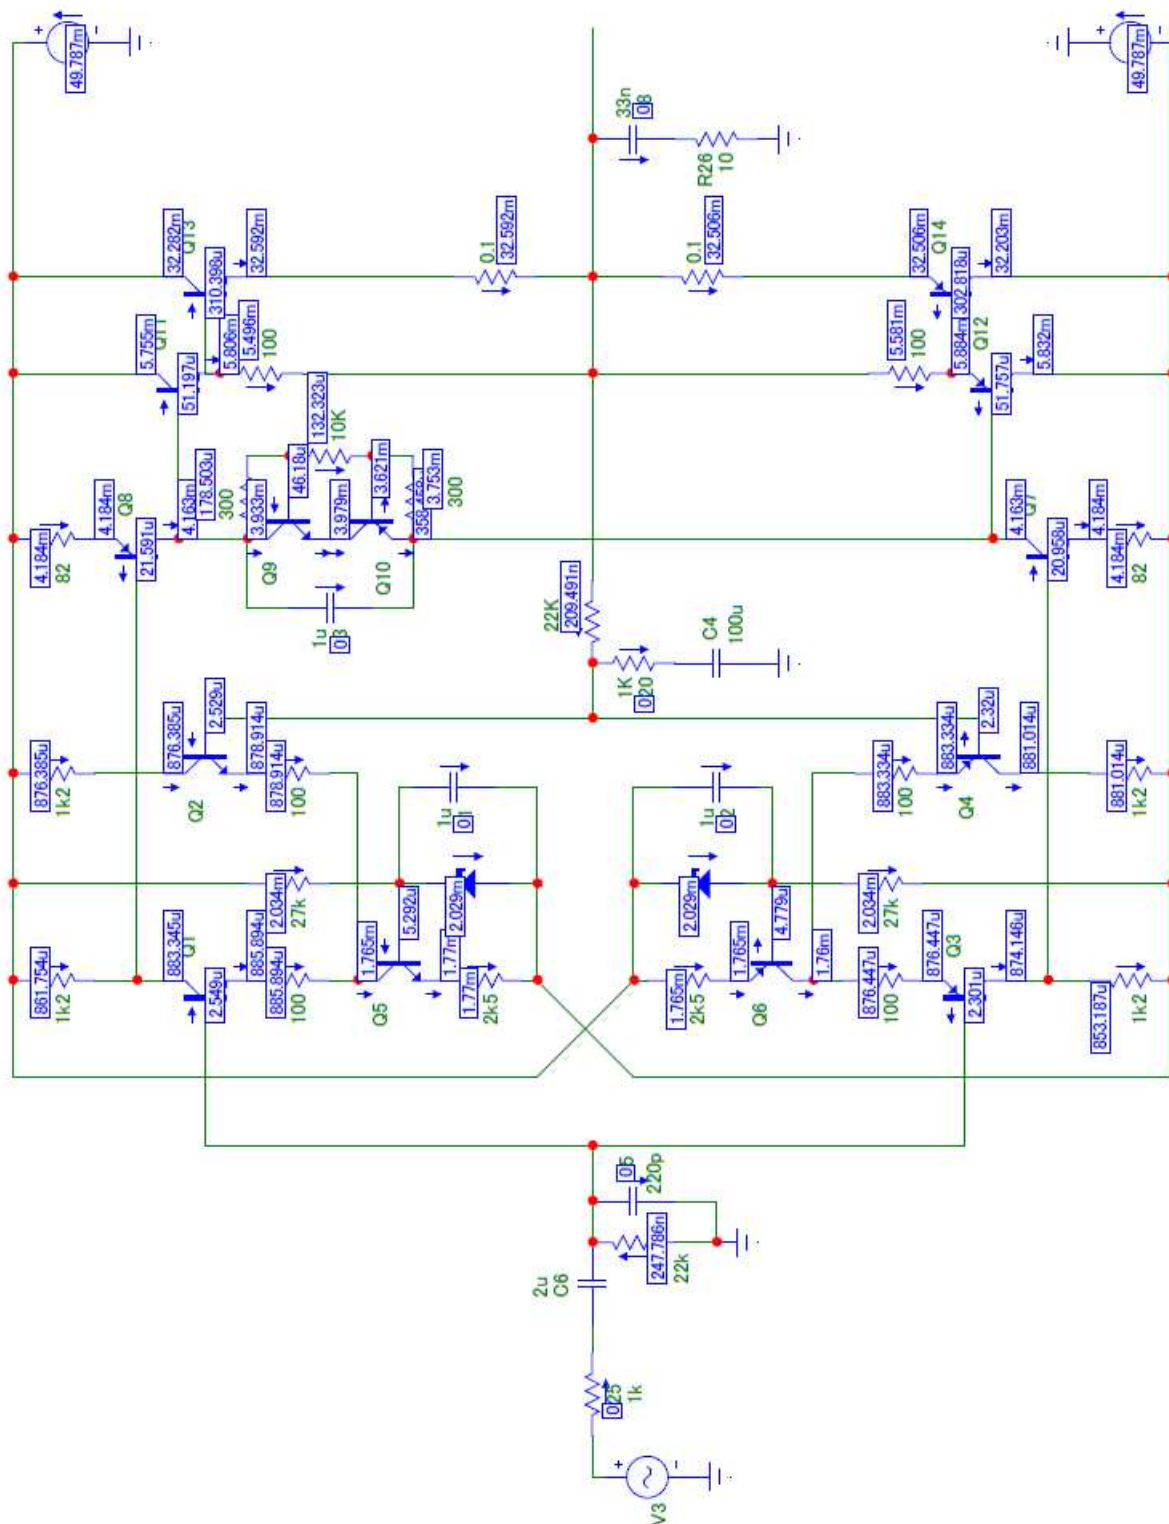 49.787m
49.787m
33n
08
R26
10
32.282m
Q13
310.398u
32.592m
0.1
32.592m
0.1
32.506m
32.506m
Q14
302.818u
32.203m
5.755m
Q11
51.197u
5.806m
5.496m
100
5.581m
100
5.884m
Q12
51.757u
5.832m
132.323u
10K
4.184m
82
4.184m
Q8
21.591u
4.163m
178.503u
300
3.933m
46.18u
3.979m
3.621m
3.753m
300
Q9
Q10
1u
03
4.163m
Q7
20.958u
4.184m
4.184m
82
22K
209.491n
1K
020
C4
100u
876.385u
1k2
876.385u
2.529u
Q2
878.914u
878.914u
100
883.334u
100
883.334u
2.32u
Q4
881.014u
881.014u
1k2
1u
01
1u
02
2.034m
27k
5.292u
2.029m
2.029m
4.779u
2.034m
27k
861.754u
1k2
883.345u
Q1
2.549u
885.894u
885.894u
100
1.765m
Q5
1.77m
1.77m
2k5
1.765m
2k5
1.765m
Q6
1.76m
876.447u
100
876.447u
Q3
2.301u
874.146u
853.187u
1k2
05
220p
247.786n
22k
2u
C6
025
1k
V3
+
-